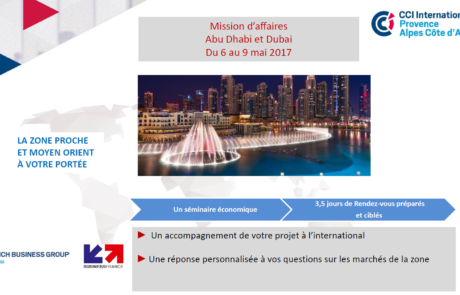 Mission d'affaires
Abu Dhabi et Dubai
Du 6 au 9 mai 2017
CCI International
Provence
Alpes Côte d'A
LA ZONE PROCHE
ET MOYEN ORIENT
À VOTRE PORTÉE
Un séminaire économique
3,5 jours de Rendez-vous préparés
et ciblés
NCH BUSINESS GROUP
BUSINESS FRANCE
Un accompagnement de votre projet à l'international
Une réponse personnalisée à vos questions sur les marchés de la zone